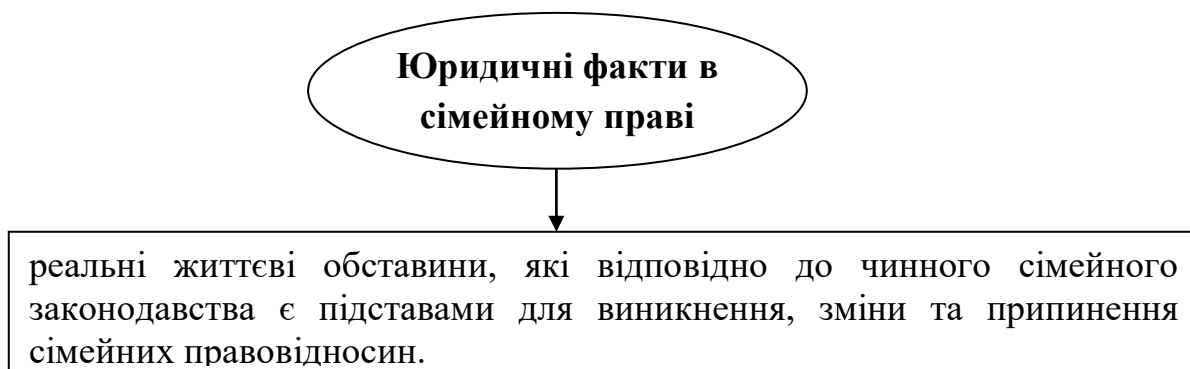 Юридичні факти в
сімейному праві
реальні життєві обставини, які відповідно до чинного сімейного
законодавства є підставами для виникнення, зміни та припинення
сімейних правовідносин.